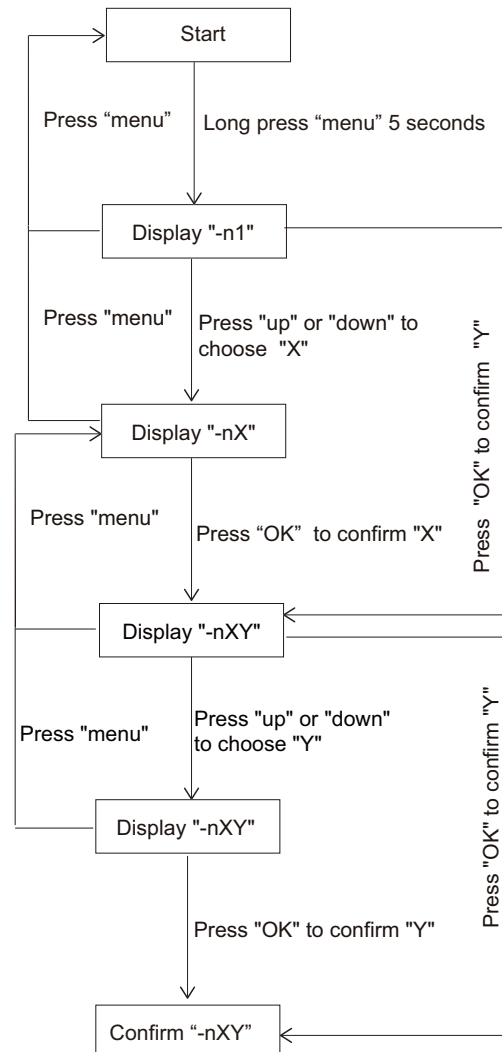 Start
Press “menu”
Long press “menu” 5 seconds
Display "-n1"
Press "menu"
Press "up" or "down" to
choose "X"
Press "OK" to confirm "Y"
Display "-nX"
Press "menu"
Press “OK” to confirm "X"
Display "-nXY"
Press "menu"
Press "up" or "down"
to choose "Y"
Press "OK" to confirm "Y"
Display "-nXY"
Press "OK" to confirm "Y"
Confirm “-nXY”